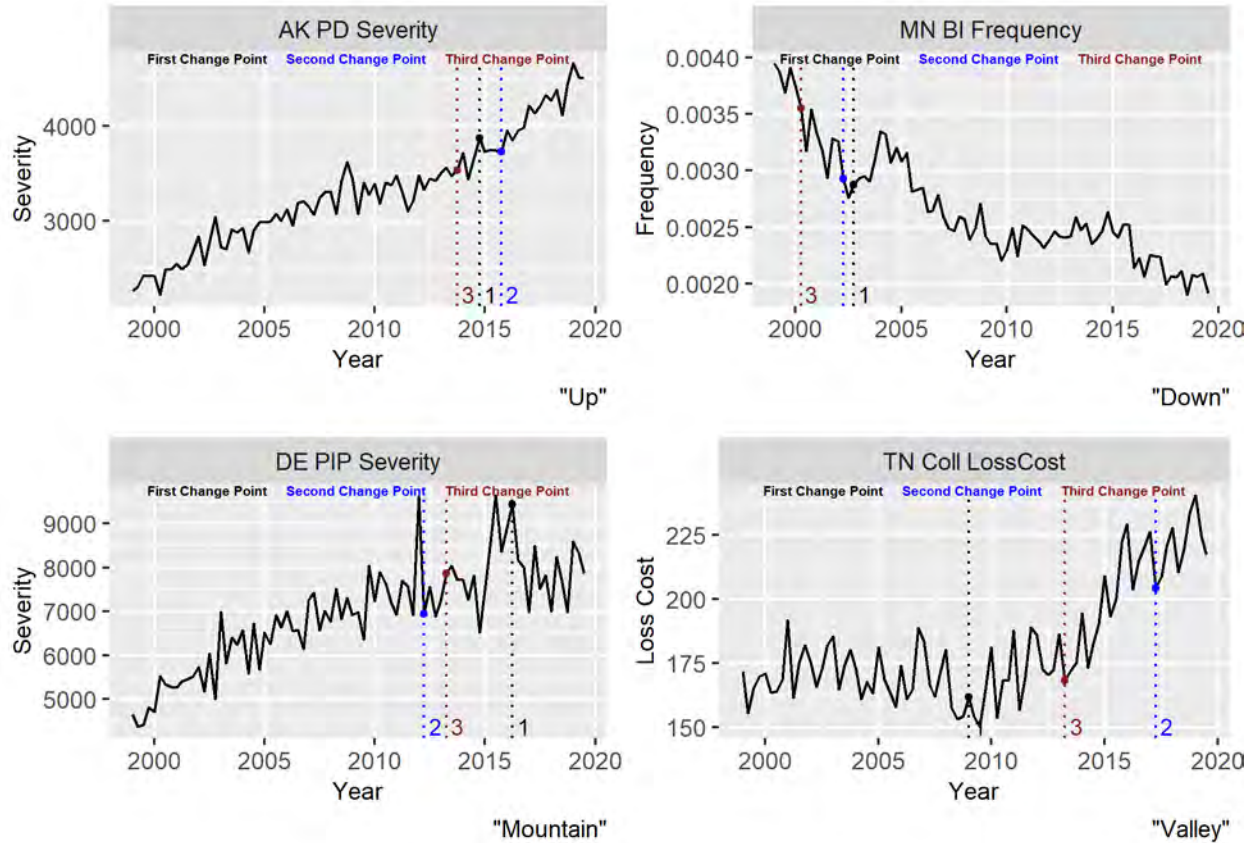 AK PD Severity
First Change Point Second Change Point Third Change Point
4000
3000
Severity
3 1 2
2000 2005 2010 2015 2020
Year
"Up"
MN BI Frequency
First Change Point Second Change Point Third Change Point
0.0040
0.0035
0.0030
0.0025
0.0020
Frequency
3 1
2000 2005 2010 2015 2020
Year
"Down"
DE PIP Severity
First Change Point Second Change Point Third Change Point
9000
8000
7000
6000
5000
Severity
2 3 1
2000 2005 2010 2015 2020
Year
"Mountain"
TN Coll LossCost
First Change Point Second Change Point Third Change Point
225
200
175
150
Loss Cost
3 2
2000 2005 2010 2015 2020
Year
"Valley"